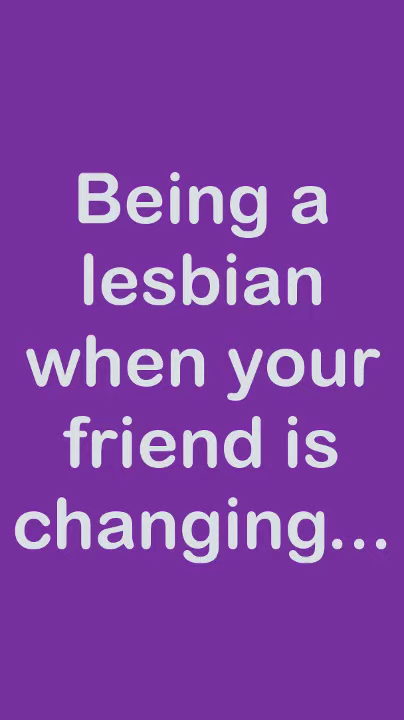 Being a
lesbian
when your
friend is
changing...